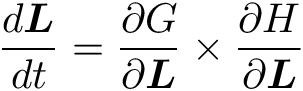 d𝑳/dt = ∂G/∂𝑳 × ∂H/∂𝑳